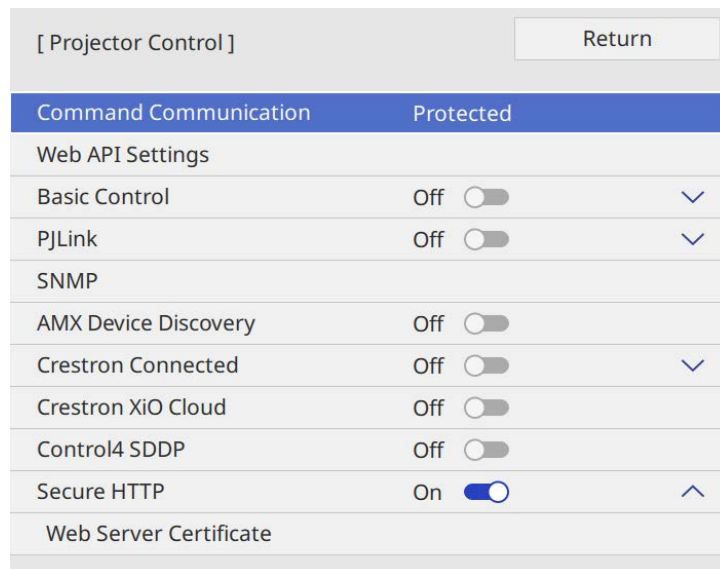 [ Projector Control ] Return
Command Communication Protected
Web API Settings
Basic Control Off
PJLink Off
SNMP
AMX Device Discovery Off
Crestron Connected Off
Crestron XiO Cloud Off
Control4 SDDP Off
Secure HTTP On
Web Server Certificate